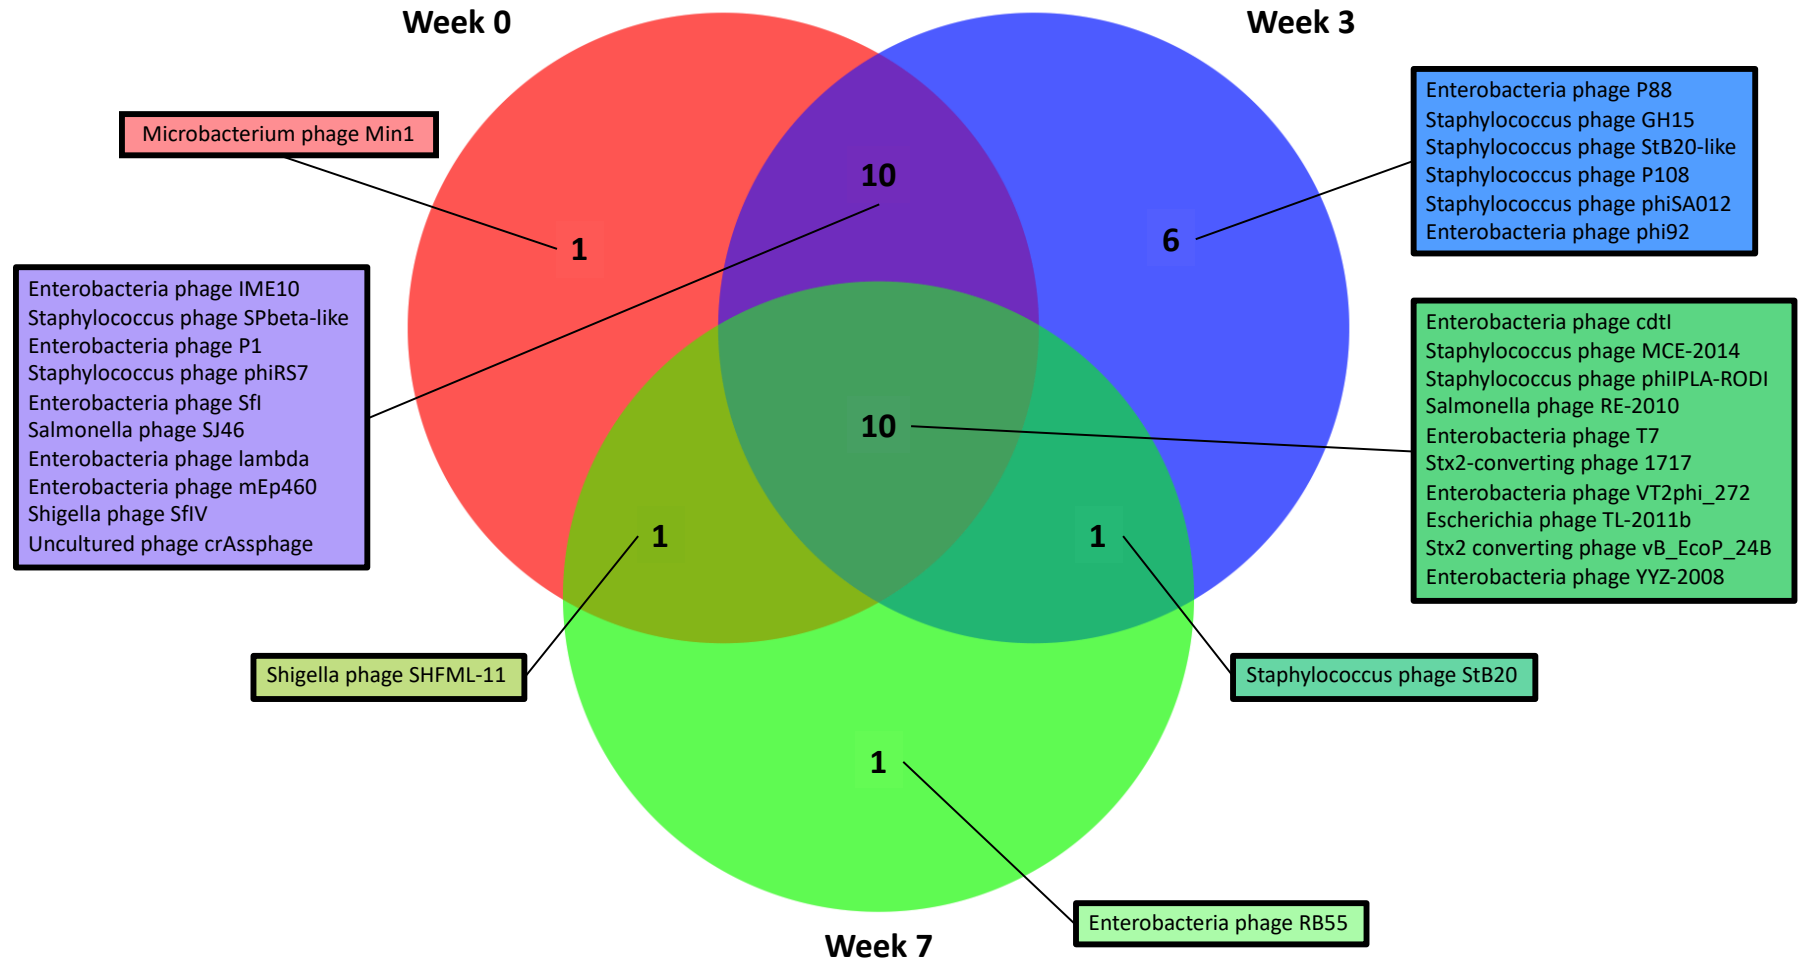 Week 0
Week 3
Microbacterium phage Min1
Enterobacteria phage P88
Staphylococcus phage GH15
Staphylococcus phage StB20-like
Staphylococcus phage P108
Staphylococcus phage phiSA012
Enterobacteria phage phi92
10
1
6
Enterobacteria phage IME10
Staphylococcus phage SPbeta-like
Enterobacteria phage P1
Staphylococcus phage phiRS7
Enterobacteria phage SfI
Salmonella phage SJ46
Enterobacteria phage lambda
Enterobacteria phage mEp460
Shigella phage SfIV
Uncultured phage crAssphage
10
Enterobacteria phage cdtI
Staphylococcus phage MCE-2014
Staphylococcus phage phiIPLA-RODI
Salmonella phage RE-2010
Enterobacteria phage T7
Stx2-converting phage 1717
Enterobacteria phage VT2phi_272
Escherichia phage TL-2011b
Stx2 converting phage vB_EcoP_24B
Enterobacteria phage YYZ-2008
1
1
Shigella phage SHFML-11
Staphylococcus phage StB20
1
Enterobacteria phage RB55
Week 7